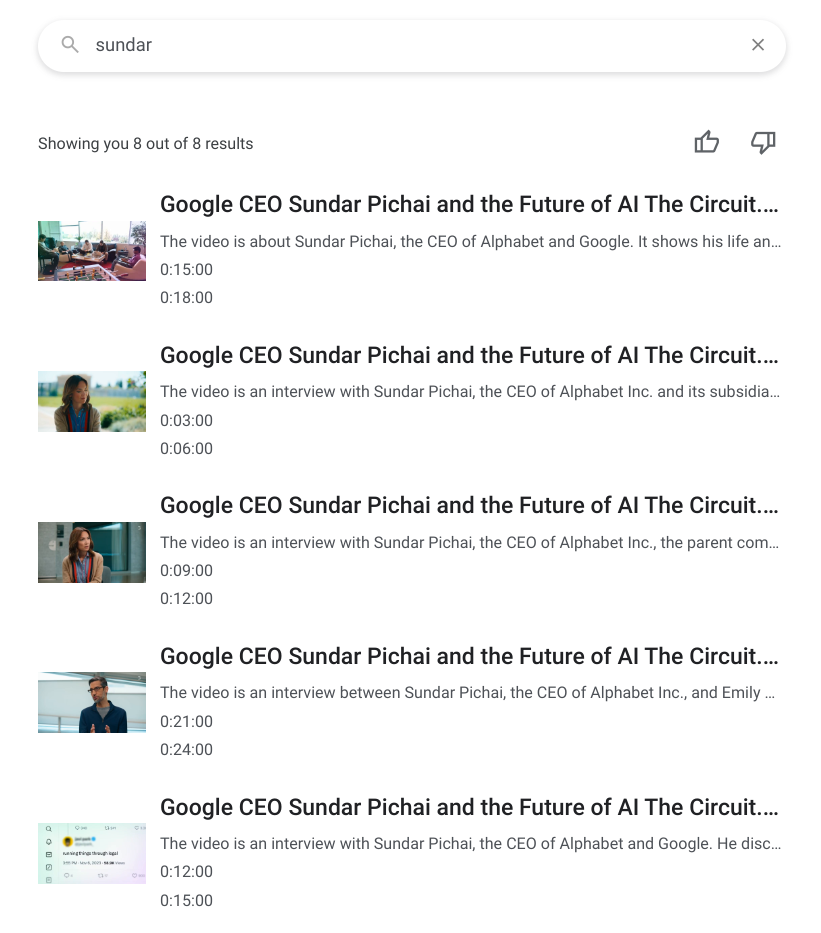 sundar
Showing you 8 out of 8 results
Google CEO Sundar Pichai and the Future of AI The Circuit....
The video is about Sundar Pichai, the CEO of Alphabet and Google. It shows his life an...
0:15:00
0:18:00
Google CEO Sundar Pichai and the Future of AI The Circuit....
The video is an interview with Sundar Pichai, the CEO of Alphabet Inc. and its subsidia...
0:03:00
0:06:00
Google CEO Sundar Pichai and the Future of AI The Circuit....
The video is an interview with Sundar Pichai, the CEO of Alphabet Inc., the parent com...
0:09:00
0:12:00
Google CEO Sundar Pichai and the Future of AI The Circuit....
The video is an interview between Sundar Pichai, the CEO of Alphabet Inc., and Emily ...
0:21:00
0:24:00
Google CEO Sundar Pichai and the Future of AI The Circuit....
The video is an interview with Sundar Pichai, the CEO of Alphabet and Google. He disc...
running things through legal
0:12:00
0:15:00